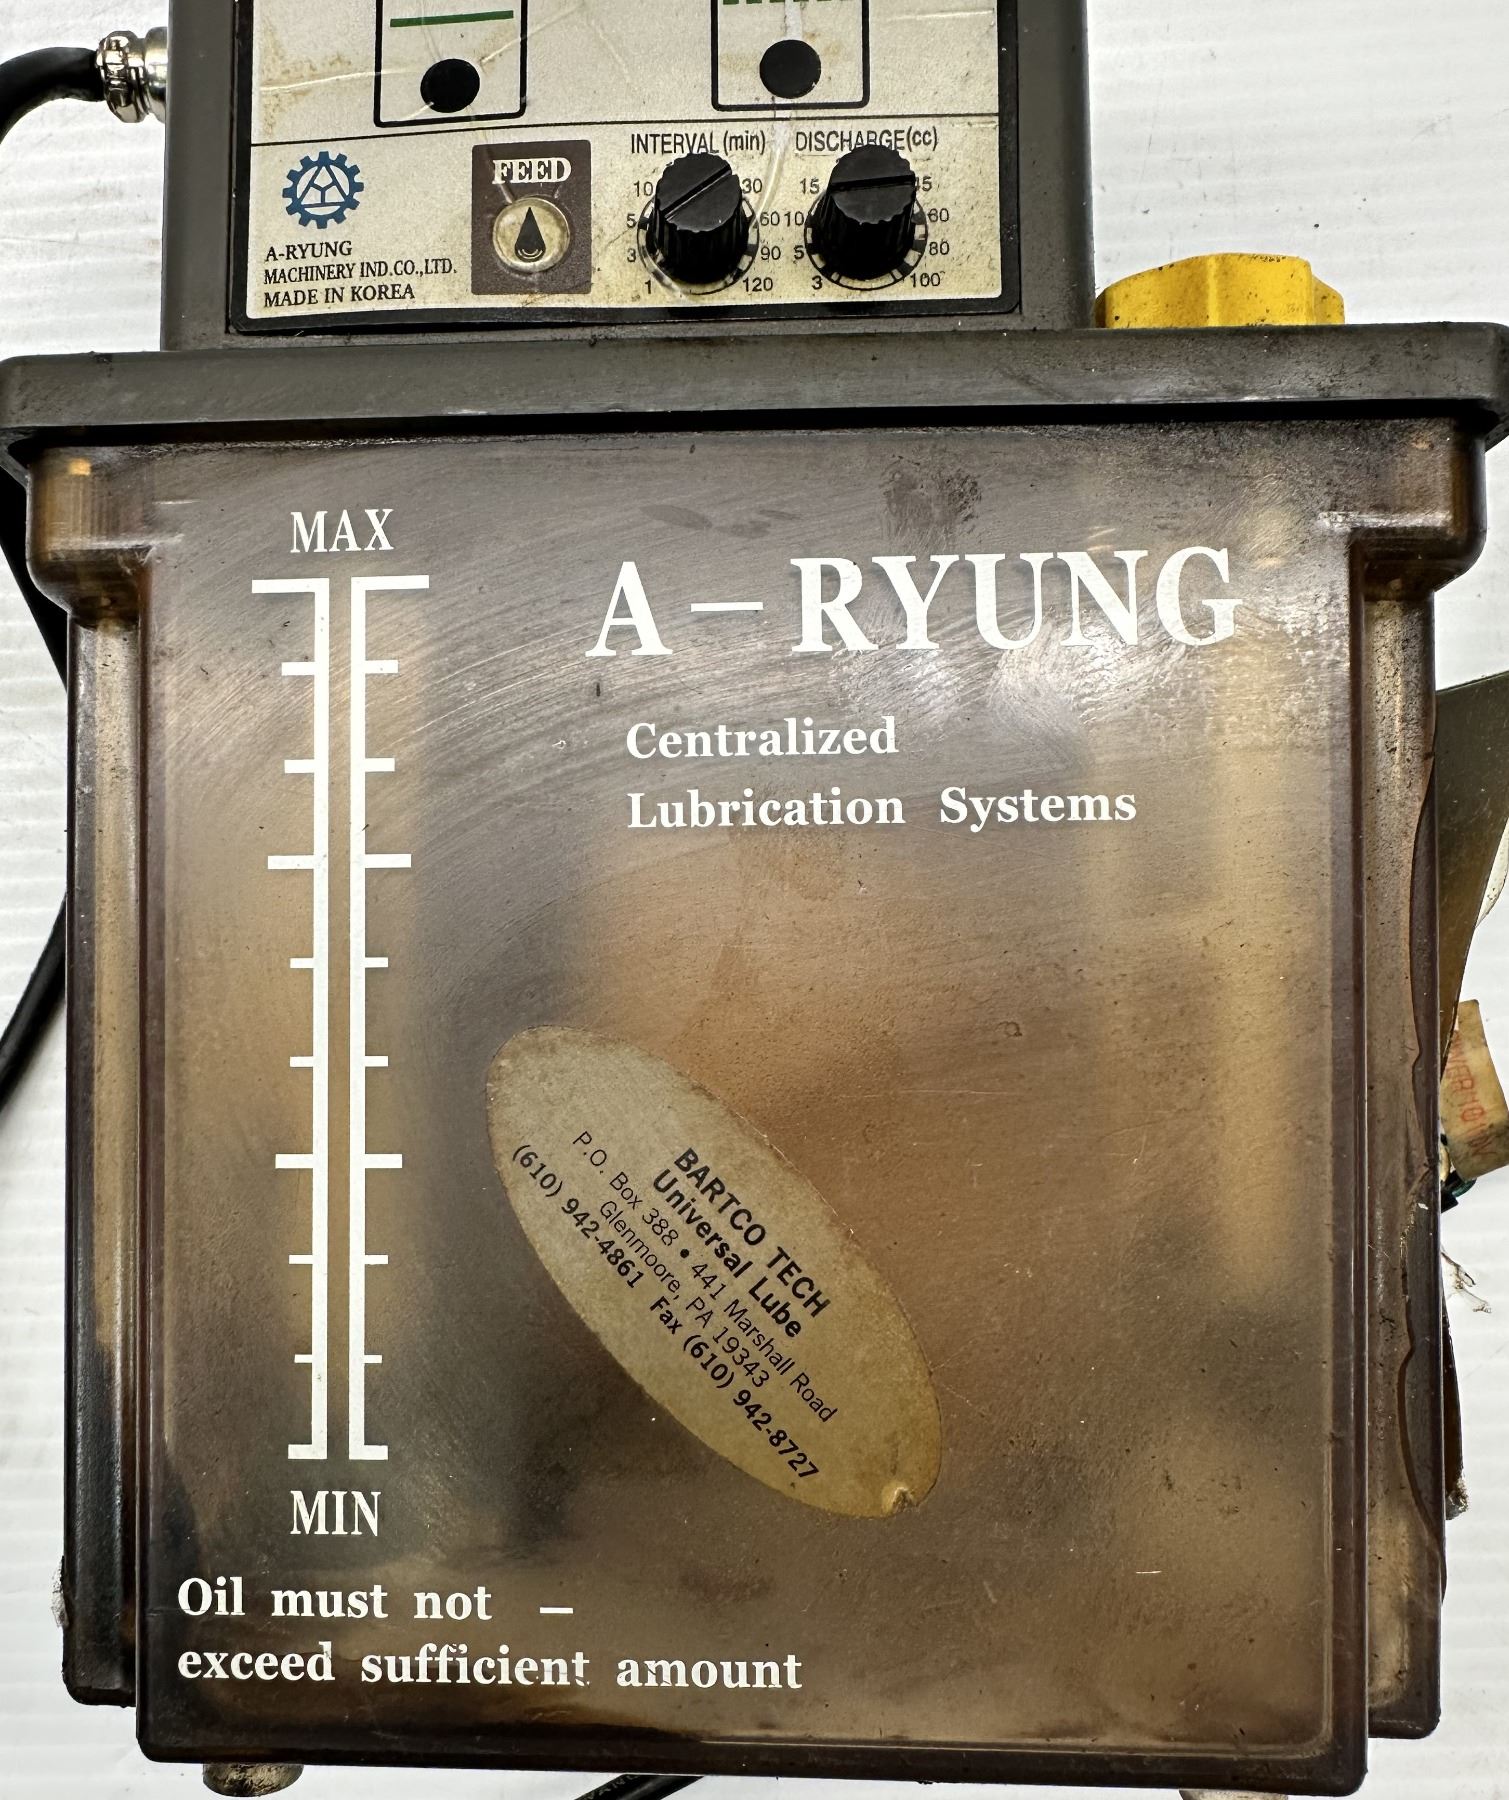 INTERVAL (min) DISCHARGE(cc)
FEED
10 30 15 45
5 60 10 60
3 90 5 80
1 120 3 100
A-RYUNG
MACHINERY IND.CO.,LTD.
MADE IN KOREA
MAX
A-RYUNG
Centralized
Lubrication Systems
BARTCO TECH
Universal Lube
P.O. Box 388 • 441 Marshall Road
Glenmoore, PA 19343
(610) 942-4861 Fax (610) 942-8727
MIN
Oil must not –
exceed sufficient amount